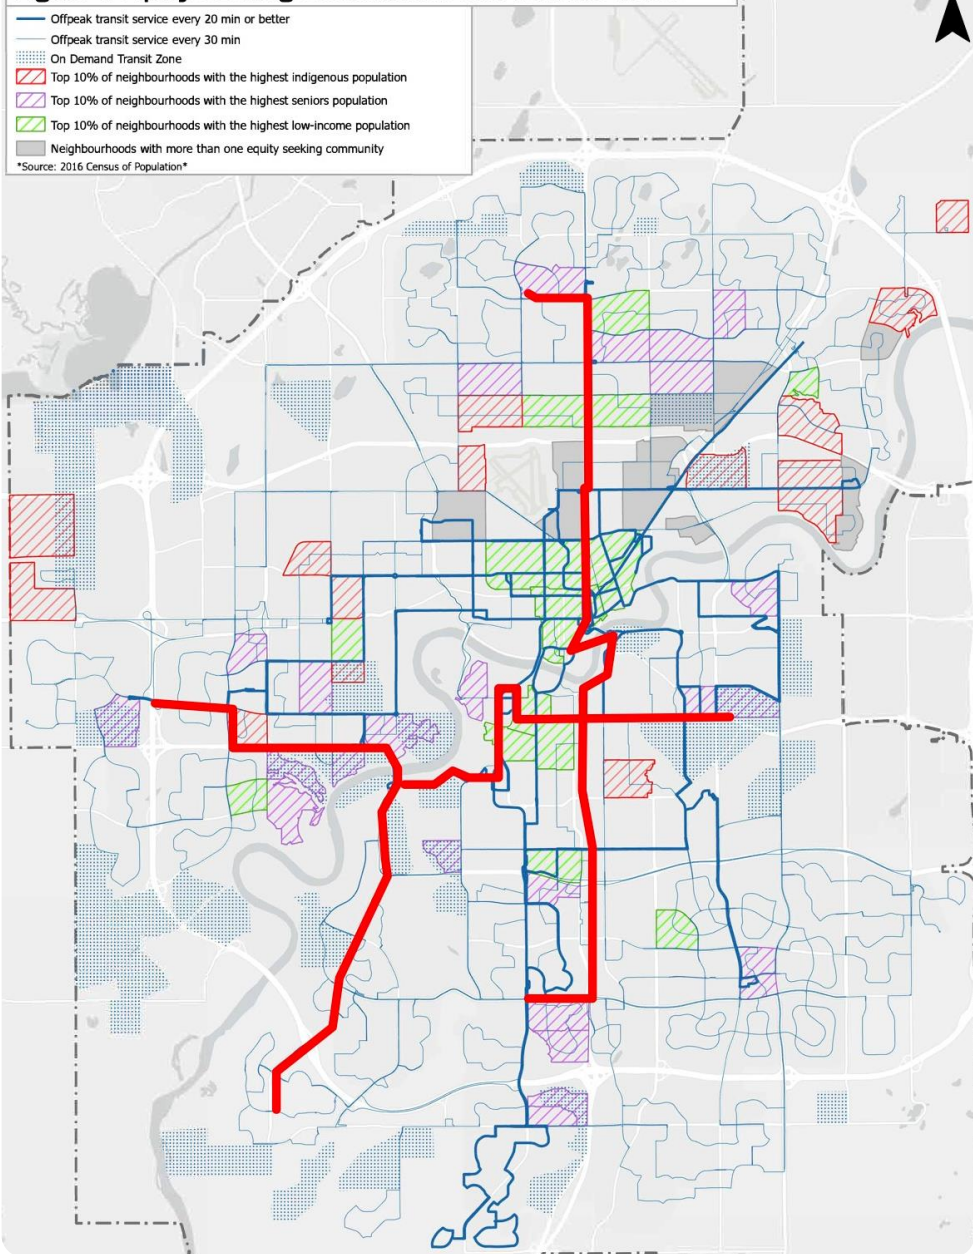 Offpeak transit service every 20 min or better
Offpeak transit service every 30 min
On Demand Transit Zone
Top 10% of neighbourhoods with the highest indigenous population
Top 10% of neighbourhoods with the highest seniors population
Top 10% of neighbourhoods with the highest low-income population
Neighbourhoods with more than one equity seeking community
*Source: 2016 Census of Population*